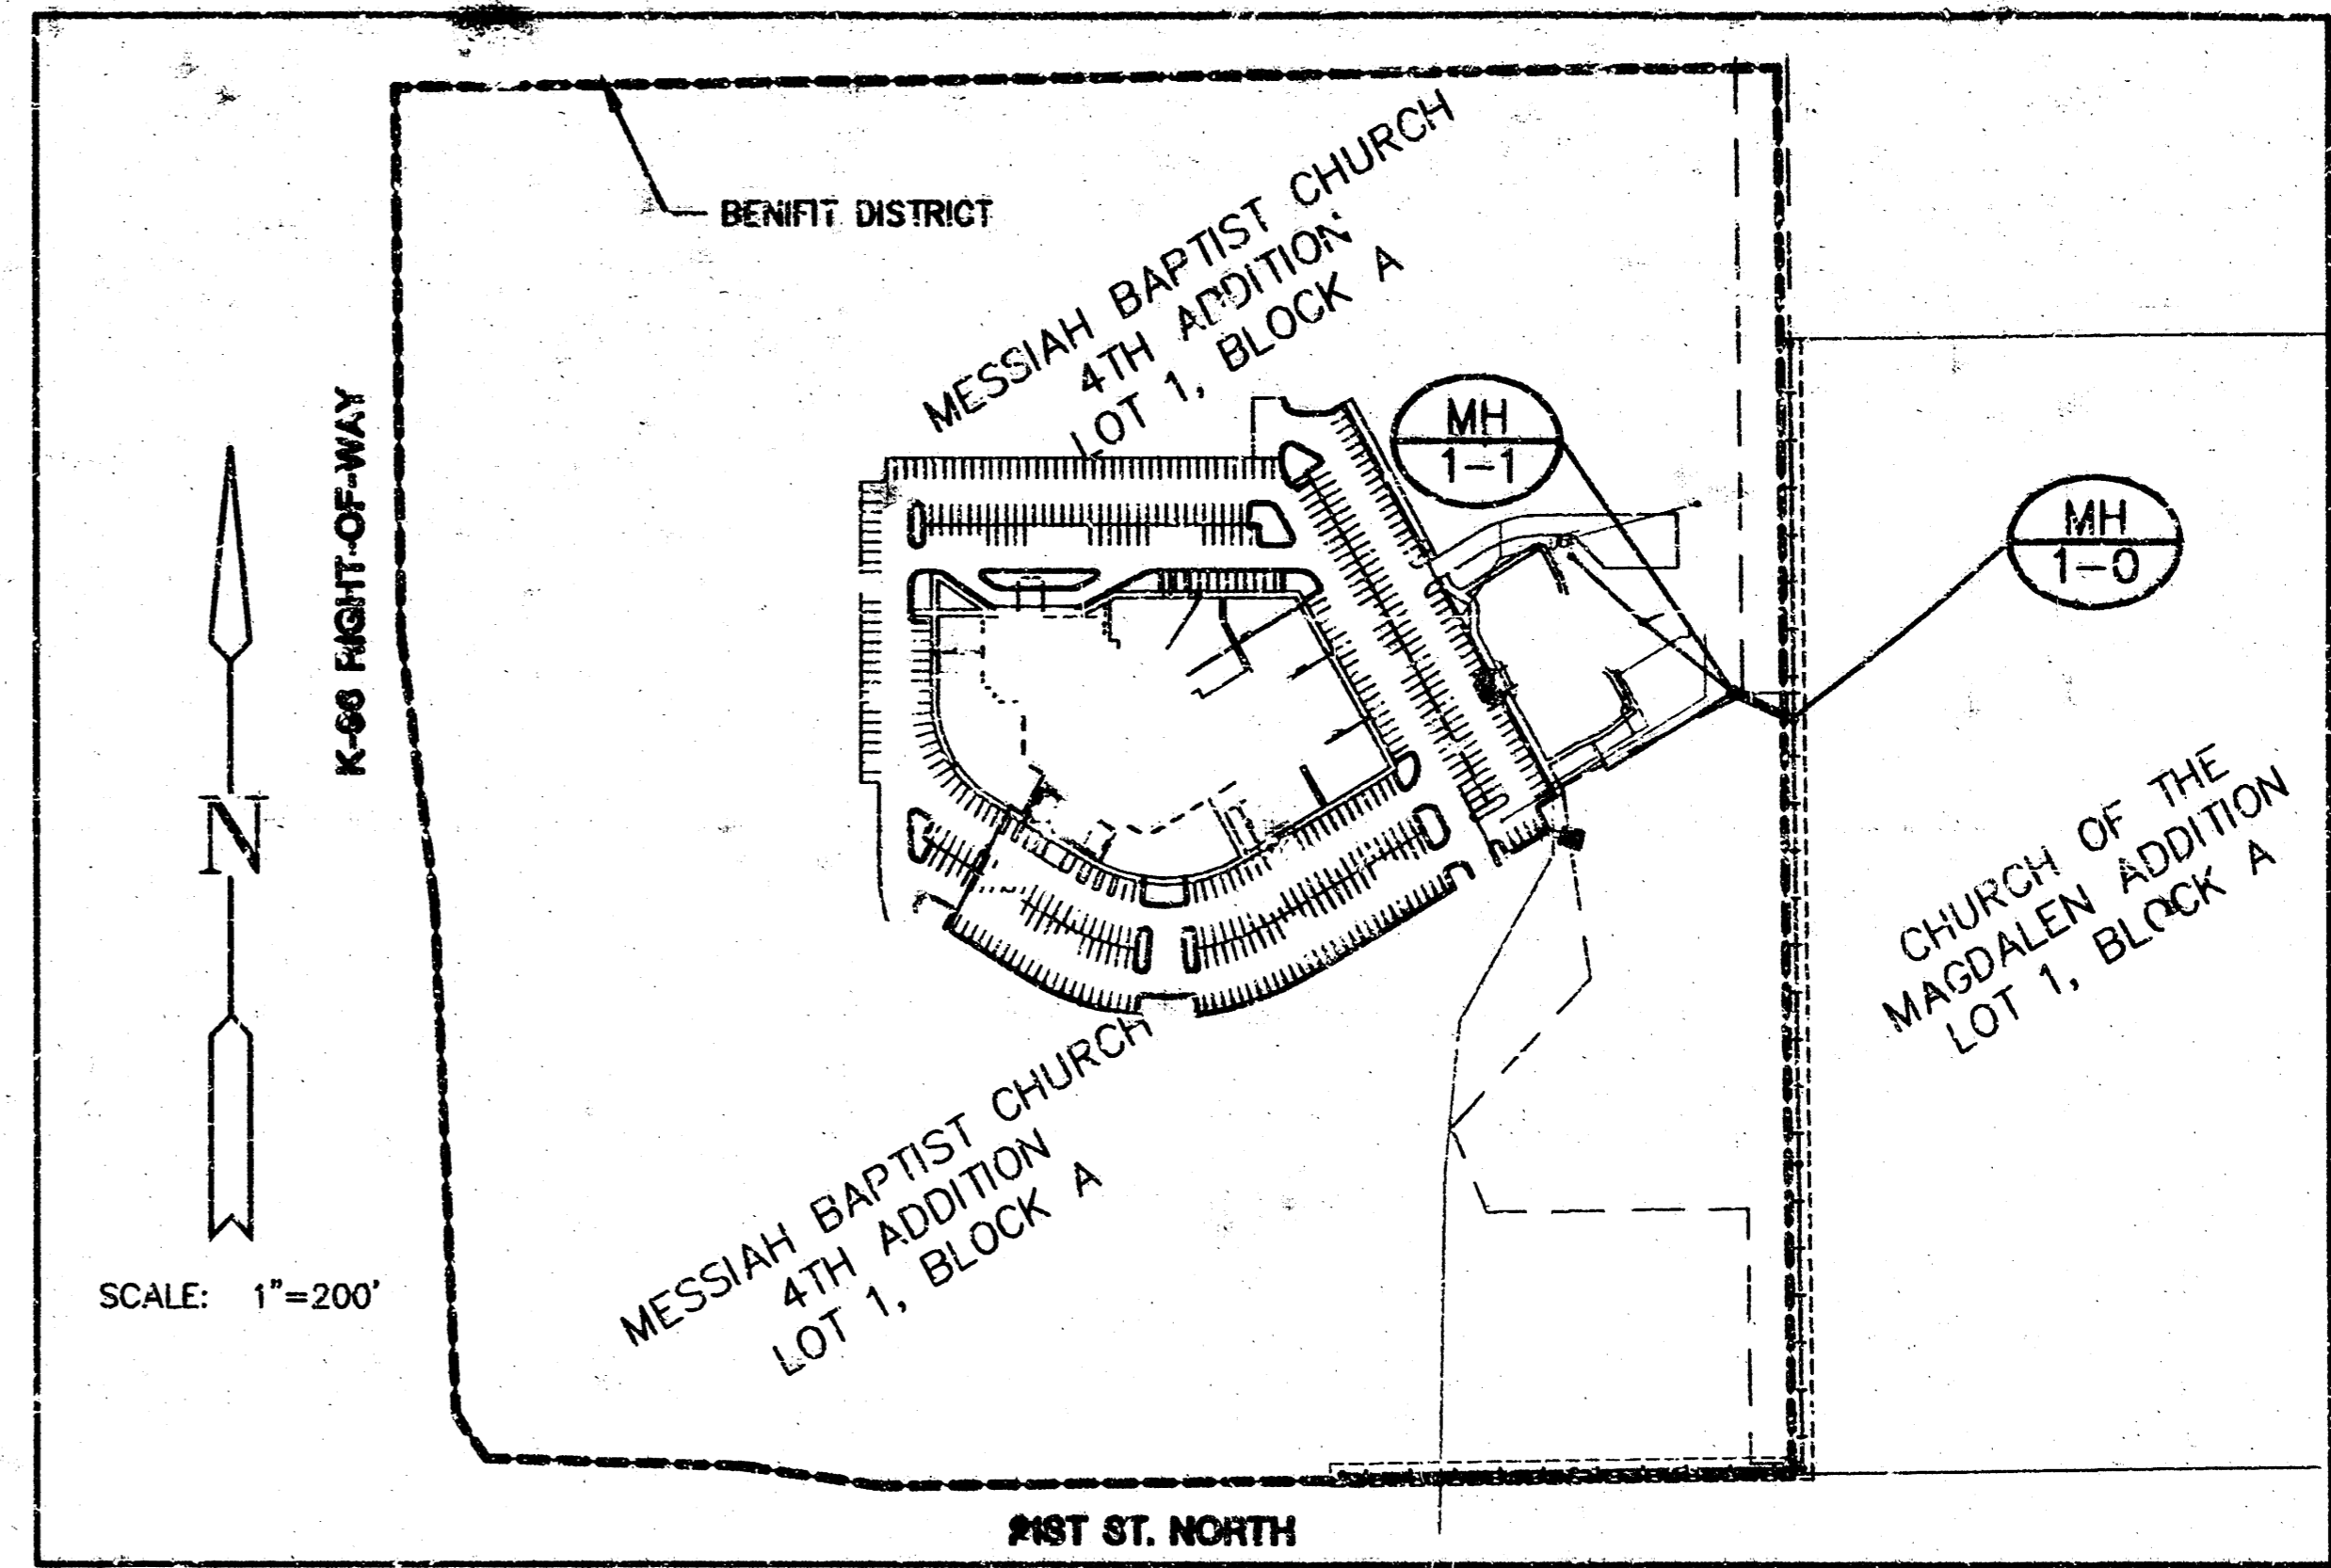 BENIFIT DISTRICT
MESSIAH BAPTIST CHURCH
4TH ADDITION
LOT 1, BLOCK A
MH
1-1
MH
1-0
RIGHT-OF-WAY
N
CHURCH OF THE
MAGDALEN ADDITION
LOT 1, BLOCK A
MESSIAH BAPTIST CHURCH
4TH ADDITION
LOT 1, BLOCK A
SCALE: 1"=200'
21ST ST. NORTH